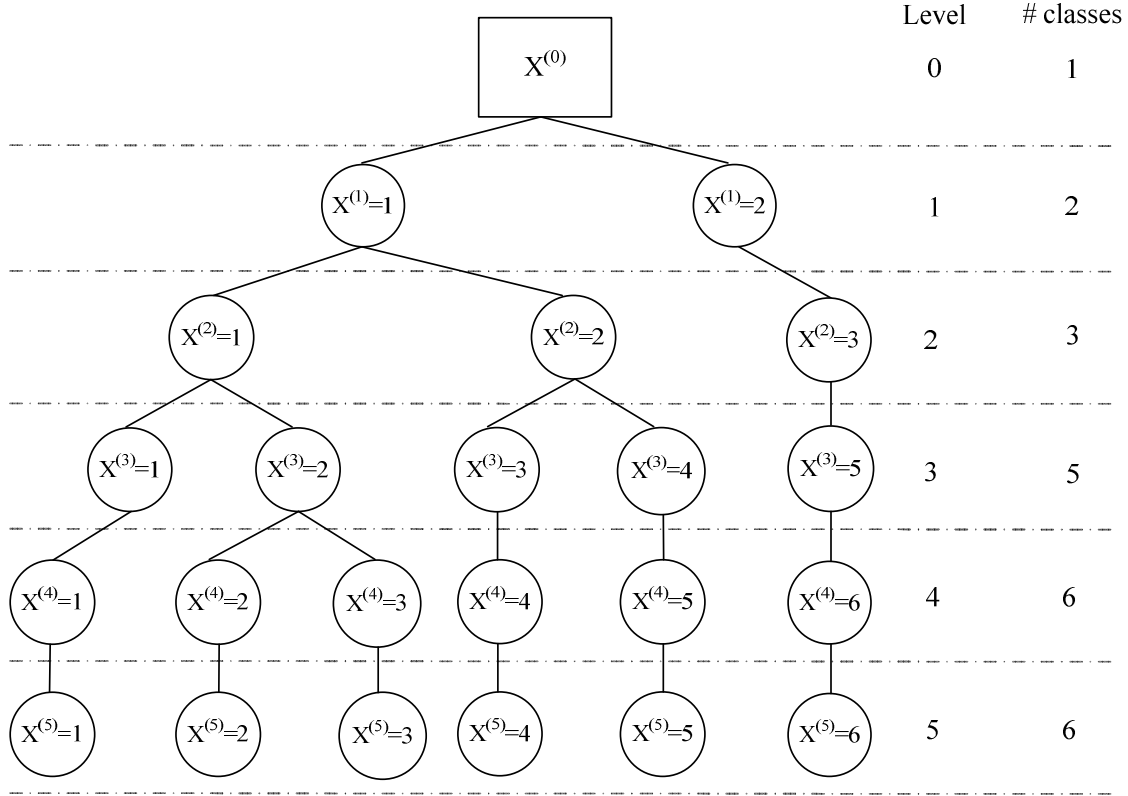 Level # classes
X⁽⁰⁾ 0 1
X⁽¹⁾=1 X⁽¹⁾=2 1 2
X⁽²⁾=1 X⁽²⁾=2 X⁽²⁾=3 2 3
X⁽³⁾=1 X⁽³⁾=2 X⁽³⁾=3 X⁽³⁾=4 X⁽³⁾=5 3 5
X⁽⁴⁾=1 X⁽⁴⁾=2 X⁽⁴⁾=3 X⁽⁴⁾=4 X⁽⁴⁾=5 X⁽⁴⁾=6 4 6
X⁽⁵⁾=1 X⁽⁵⁾=2 X⁽⁵⁾=3 X⁽⁵⁾=4 X⁽⁵⁾=5 X⁽⁵⁾=6 5 6